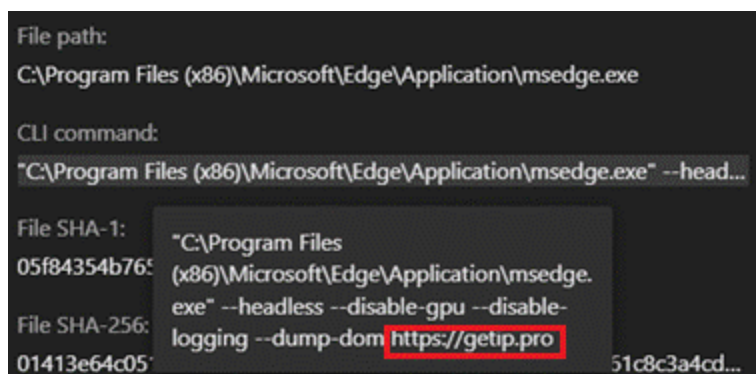 File path:
C:\Program Files (x86)\Microsoft\Edge\Application\msedge.exe
CLI command:
"C:\Program Files (x86)\Microsoft\Edge\Application\msedge.exe" --head...
File SHA-1:
05f84354b765
"C:\Program Files
(x86)\Microsoft\Edge\Application\msedge.
exe" --headless --disable-gpu --disable-
logging --dump-dom https://getip.pro
File SHA-256:
01413e64c05
51c8c3a4cd...